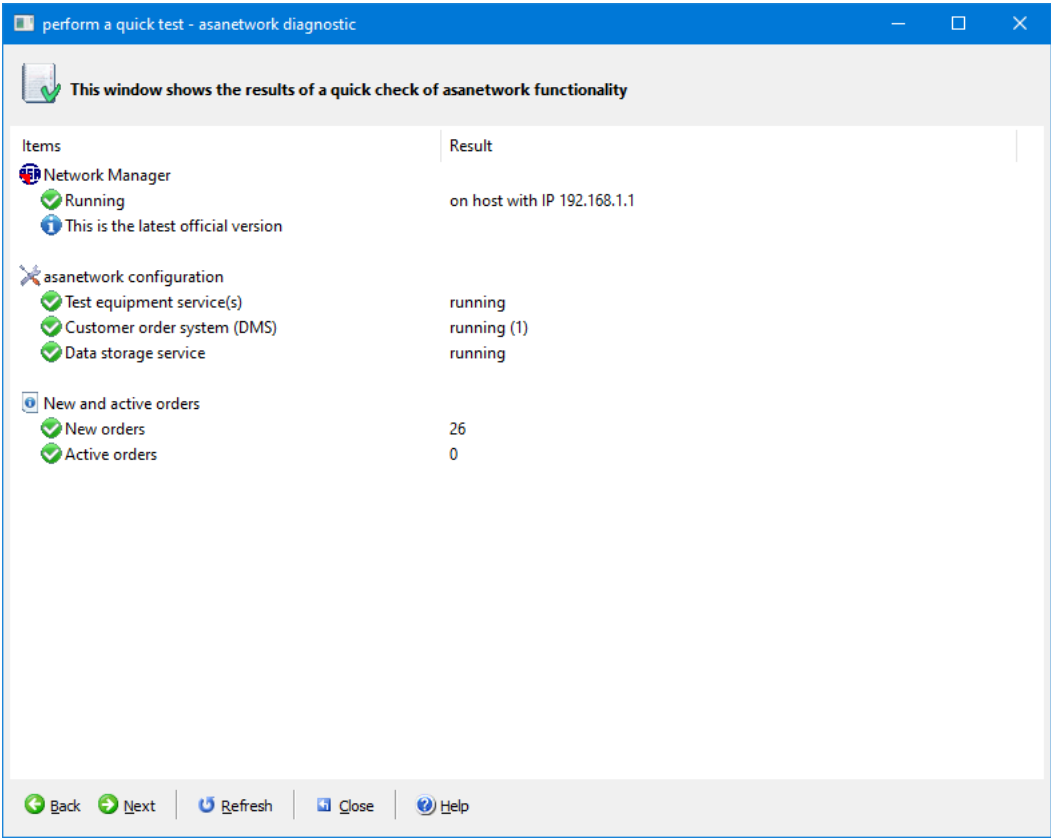 perform a quick test - asanetwork diagnostic
This window shows the results of a quick check of asanetwork functionality
Items Result
Network Manager
Running on host with IP 192.168.1.1
This is the latest official version
asanetwork configuration
Test equipment service(s) running
Customer order system (DMS) running (1)
Data storage service running
New and active orders
New orders 26
Active orders 0
Back Next Refresh Close Help